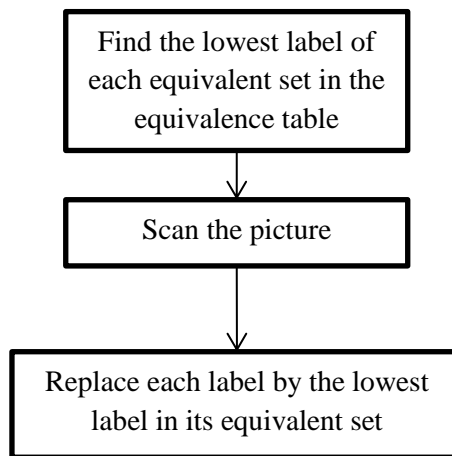 Find the lowest label of
each equivalent set in the
equivalence table
Scan the picture
Replace each label by the lowest
label in its equivalent set